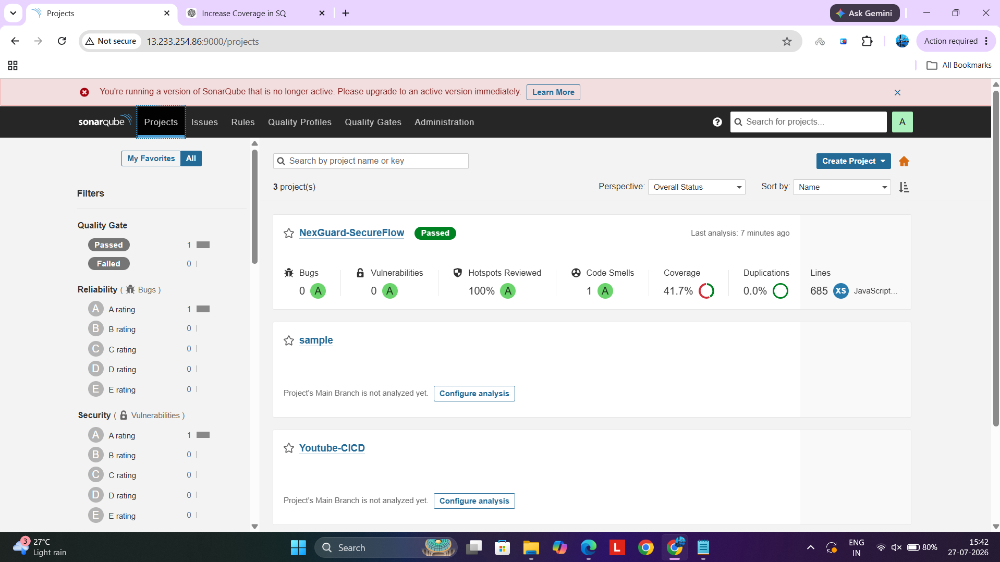 Projects
Increase Coverage in SQ
Ask Gemini
Not secure
13.233.254.86:9000/projects
Action required
All Bookmarks
You're running a version of SonarQube that is no longer active. Please upgrade to an active version immediately.
Learn More
sonarqube
Projects
Issues
Rules
Quality Profiles
Quality Gates
Administration
Search for projects...
A
My Favorites
All
Filters
Quality Gate
Passed 1
Failed 0
Reliability ( Bugs )
A A rating 1
B B rating 0
C C rating 0
D D rating 0
E E rating 0
Security ( Vulnerabilities )
A A rating 1
B B rating 0
C C rating 0
D D rating 0
E E rating 0
Search by project name or key
Create Project
3 project(s)
Perspective: Overall Status
Sort by: Name
NexGuard-SecureFlow Passed
Last analysis: 7 minutes ago
Bugs Vulnerabilities Hotspots Reviewed Code Smells Coverage Duplications Lines
0 A 0 A 100% A 1 A 41.7% 0.0% 685 XS JavaScript...
sample
Project's Main Branch is not analyzed yet. Configure analysis
Youtube-CICD
Project's Main Branch is not analyzed yet. Configure analysis
3
27°C
Light rain
Search
L
ENG
IN
80%
15:42
27-07-2026